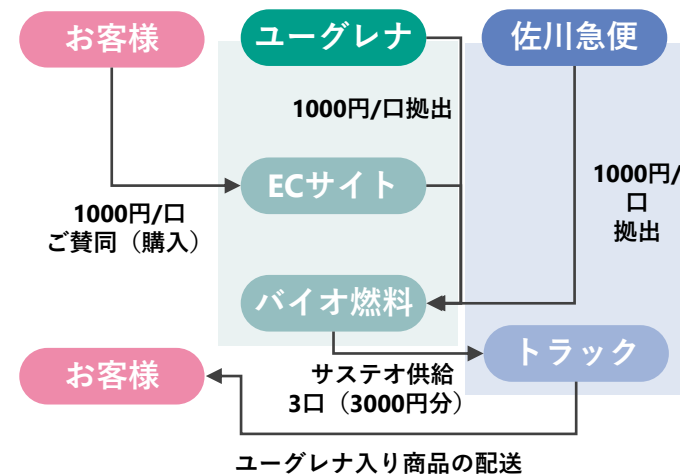 お客様
ユーグレナ
佐川急便
1000円/口拠出
ECサイト
1000円/
口
拠出
1000円/口
ご賛同（購入）
バイオ燃料
トラック
サステオ供給
3口（3000円分）
お客様
ユーグレナ入り商品の配送